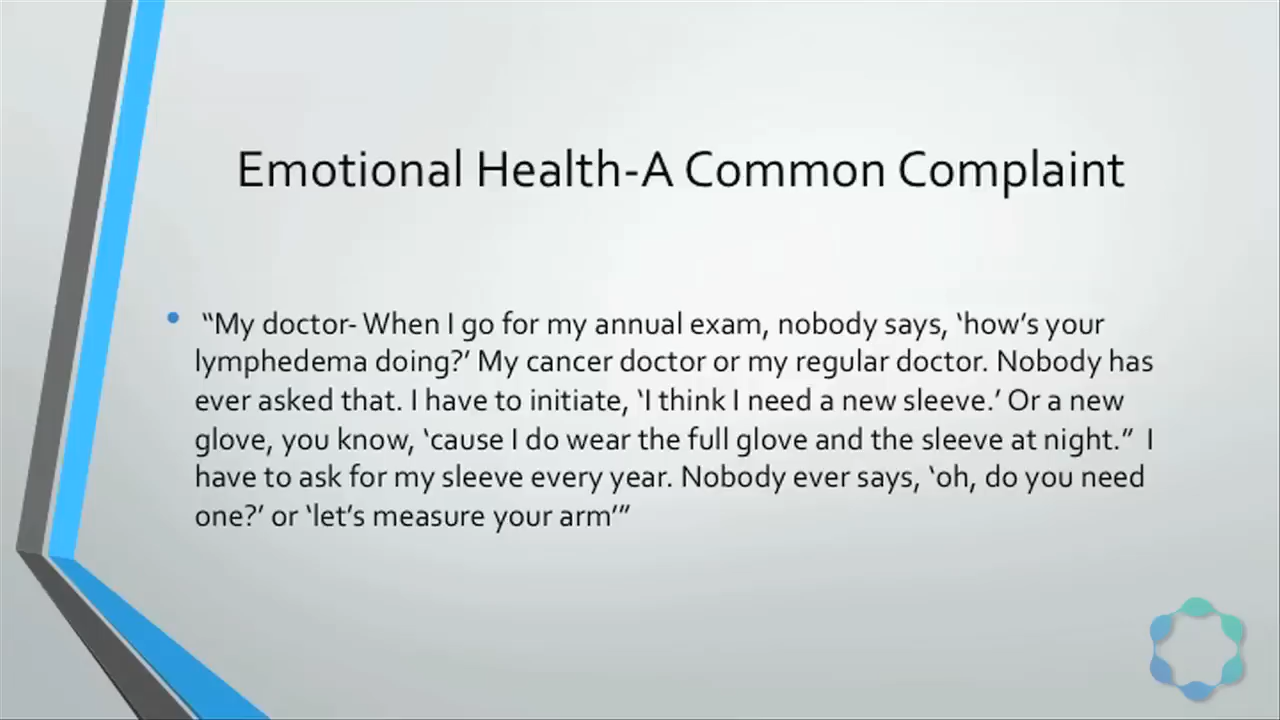 Emotional Health-A Common Complaint
• “My doctor- When I go for my annual exam, nobody says, ‘how’s your
lymphedema doing?’ My cancer doctor or my regular doctor. Nobody has
ever asked that. I have to initiate, ‘I think I need a new sleeve.’ Or a new
glove, you know, ‘cause I do wear the full glove and the sleeve at night.” I
have to ask for my sleeve every year. Nobody ever says, ‘oh, do you need
one?’ or ‘let’s measure your arm’”